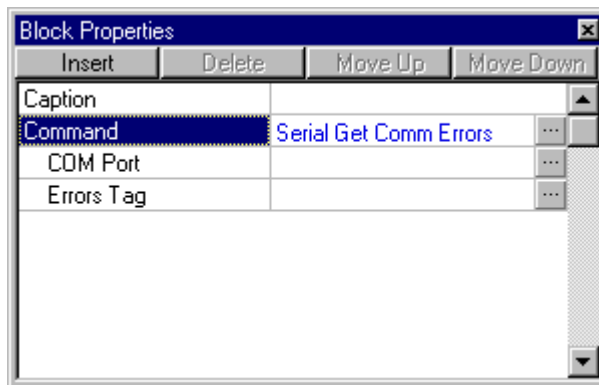 Block Properties
Insert Delete Move Up Move Down
Caption
Command Serial Get Comm Errors ...
COM Port ...
Errors Tag ...